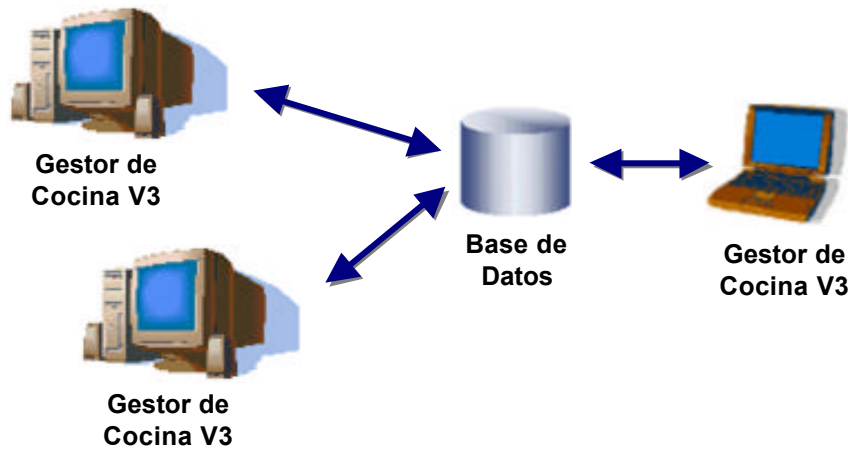 Gestor de
Cocina V3
Base de
Datos
Gestor de
Cocina V3
Gestor de
Cocina V3